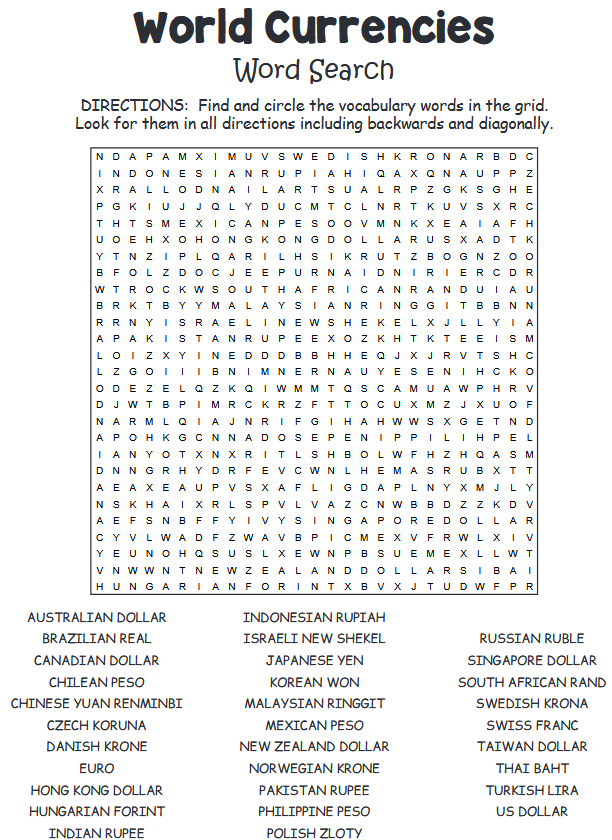 World Currencies
Word Search
DIRECTIONS: Find and circle the vocabulary words in the grid.
Look for them in all directions including backwards and diagonally.
N D A P A M X I M U V S W E D I S H K R O N A R B D C
I N D O N E S I A N R U P I A H I Q A X Q N A U P P Z
X R A L L O D N A I L A R T S U A L R P Z G K S G H E
P G K I U J J Q L Y D U C M T C L N R T K U V S X R C
T H T S M E X I C A N P E S O O V M N K X E A I A F H
U O E H X O H O N G K O N G D O L L A R U S X A D T K
Y T N Z I P L Q A R I L H S I K R U T Z B O G N Z O O
B F O L Z D O C J E E P U R N A I D N I R I E R C D R
W T R O C K W S O U T H A F R I C A N R A N D U I A U
B R K T B Y Y M A L A Y S I A N R I N G G I T B B N N
R R N Y I S R A E L I N E W S H E K E L X J L L Y I A
A P A K I S T A N R U P E E X O Z K H T K T E E I S M
L O I Z X Y I N E D D D B B H H E Q J X J R V T S H C
L Z G O I I I B N I M N E R N A U Y E S E N I H C K O
O D E Z E L Q Z K Q I W M M T Q S C A M U A W P H R V
D J W T B P I M R C K R Z F T T O C U X M Z J X U O F
N A R M L Q I A J N R I F G I H A H W W S X G E T N D
A P O H K G C N N A D O S E P E N I P P I L I H P E L
I A N Y O T X N X R I T L S H B O L W F H Z H Q A S M
D N N G R H Y D R F E V C W N L H E M A S R U B X T T
A E A X E A U P V S X A F L I G D A P L N Y X M J L Y
N S K H A I X R L S P V L V A Z C N W B B D Z Z K D V
A E F S N B F F Y I V Y S I N G A P O R E D O L L A R
C Y V L W A D F Z W A V B P I C M E X V F R W L X I V
Y E U N O H Q S U S L X E W N P B S U E M E X L L W T
V N W W N T N E W Z E A L A N D D O L L A R S I B A I
H U N G A R I A N F O R I N T X B V X J T U D W F P R
AUSTRALIAN DOLLAR
BRAZILIAN REAL
CANADIAN DOLLAR
CHILEAN PESO
CHINESE YUAN RENMINBI
CZECH KORUNA
DANISH KRONE
EURO
HONG KONG DOLLAR
HUNGARIAN FORINT
INDIAN RUPEE
INDONESIAN RUPIAH
ISRAELI NEW SHEKEL
JAPANESE YEN
KOREAN WON
MALAYSIAN RINGGIT
MEXICAN PESO
NEW ZEALAND DOLLAR
NORWEGIAN KRONE
PAKISTAN RUPEE
PHILIPPINE PESO
POLISH ZLOTY
RUSSIAN RUBLE
SINGAPORE DOLLAR
SOUTH AFRICAN RAND
SWEDISH KRONA
SWISS FRANC
TAIWAN DOLLAR
THAI BAHT
TURKISH LIRA
US DOLLAR